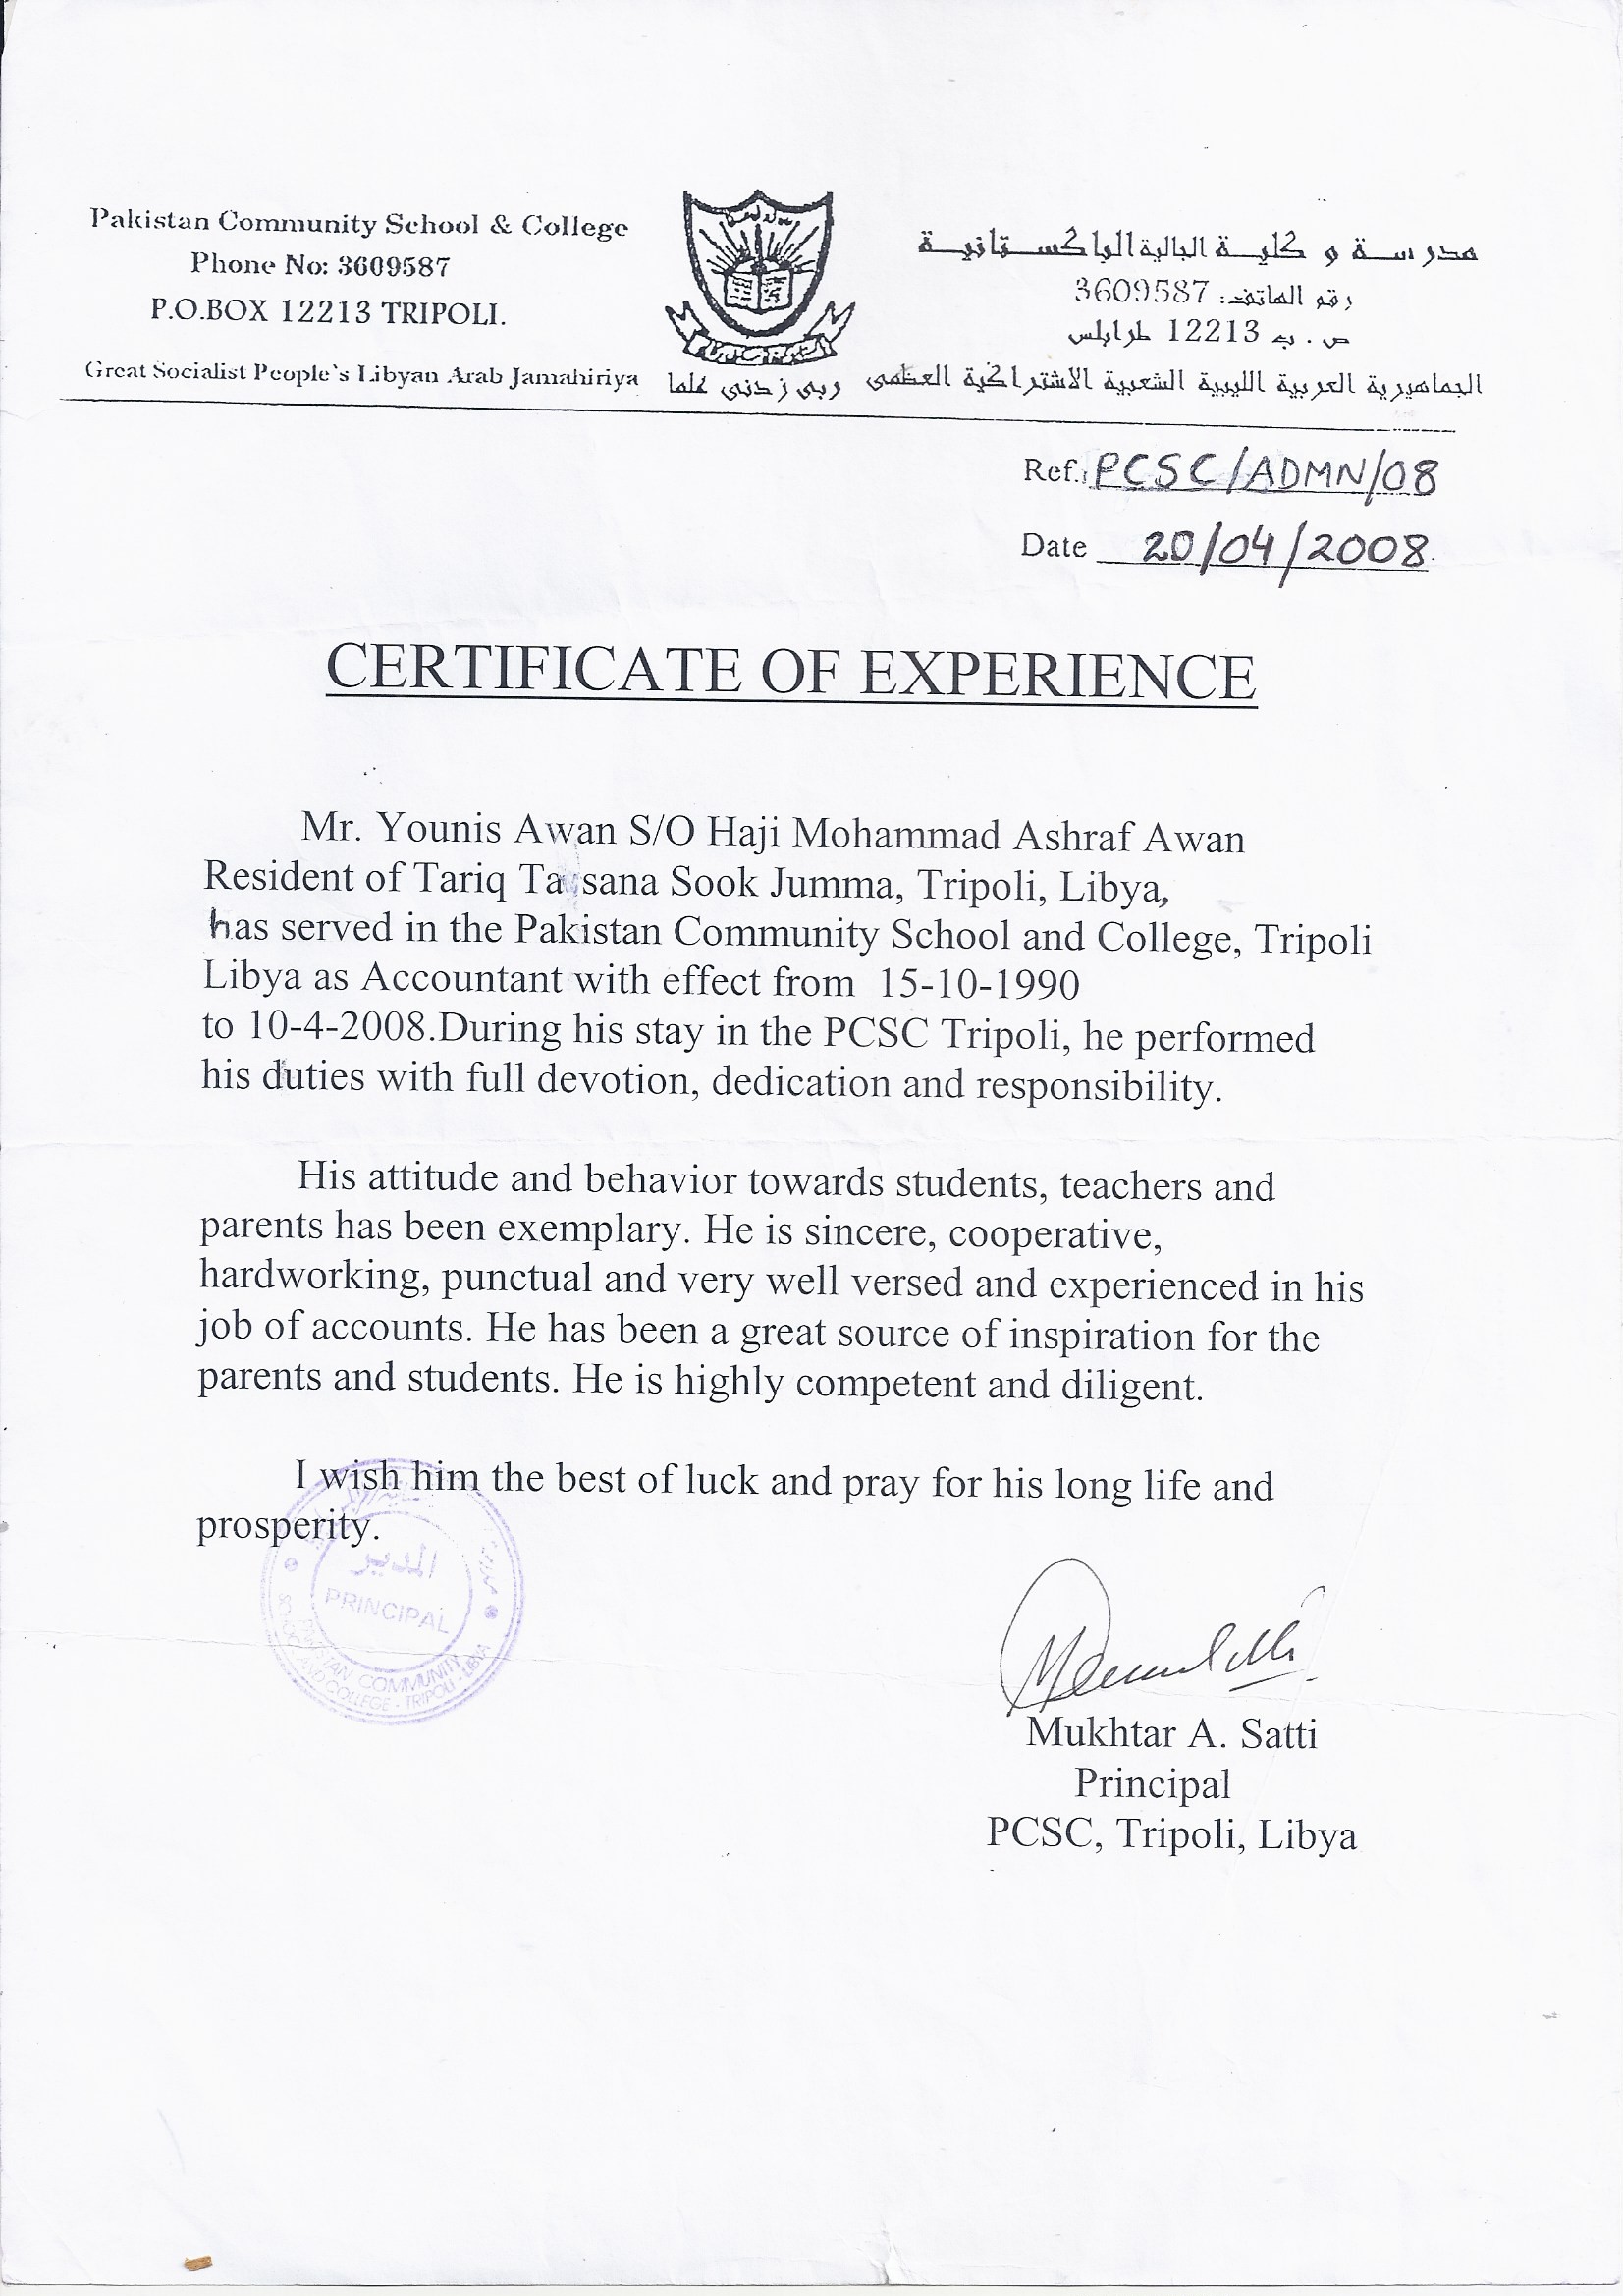 Pakistan Community School & College
Phone No: 3609587
P.O.BOX 12213 TRIPOLI.
Great Socialist People's Libyan Arab Jamahiriya
ربي زدني علما
مدرسة و كلية الجالية الباكستانية
رقم الهاتف: 3609587
ص . ب 12213 طرابلس
الجماهيرية العربية الليبية الشعبية الاشتراكية العظمى
Ref.: PCSC/ADMN/08
Date 20/04/2008
CERTIFICATE OF EXPERIENCE
Mr. Younis Awan S/O Haji Mohammad Ashraf Awan
Resident of Tariq Ta sana Sook Jumma, Tripoli, Libya,
has served in the Pakistan Community School and College, Tripoli
Libya as Accountant with effect from 15-10-1990
to 10-4-2008.During his stay in the PCSC Tripoli, he performed
his duties with full devotion, dedication and responsibility.
His attitude and behavior towards students, teachers and
parents has been exemplary. He is sincere, cooperative,
hardworking, punctual and very well versed and experienced in his
job of accounts. He has been a great source of inspiration for the
parents and students. He is highly competent and diligent.
I wish him the best of luck and pray for his long life and
prosperity.
المدير
PRINCIPAL
PAKISTAN COMMUNITY
SCHOOL AND COLLEGE - TRIPOLI - LIBYA
Mukhtar A. Satti
Principal
PCSC, Tripoli, Libya